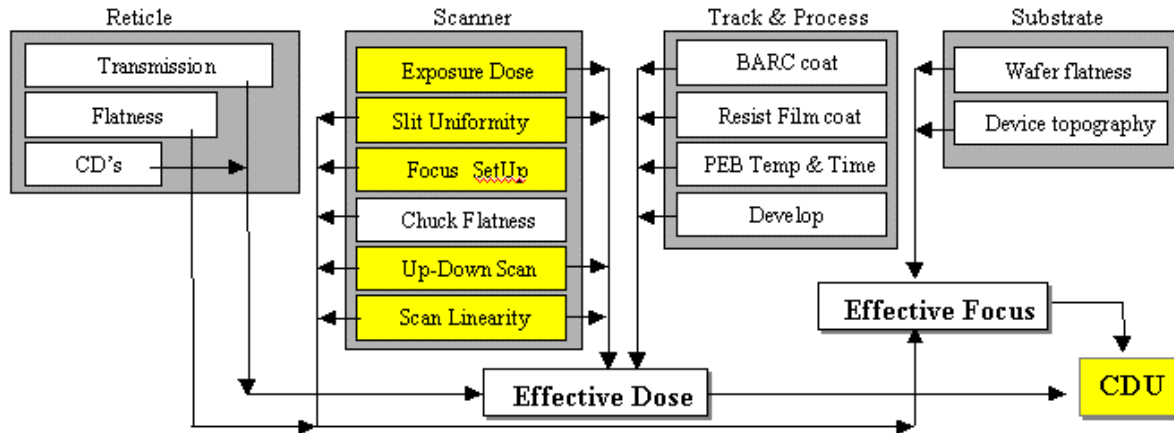 Reticle
Transmission
Flatness
CD's
Scanner
Exposure Dose
Slit Uniformity
Focus SetUp
Chuck Flatness
Up-Down Scan
Scan Linearity
Track & Process
BARC coat
Resist Film coat
PEB Temp & Time
Develop
Substrate
Wafer flatness
Device topography
Effective Focus
Effective Dose
CDU